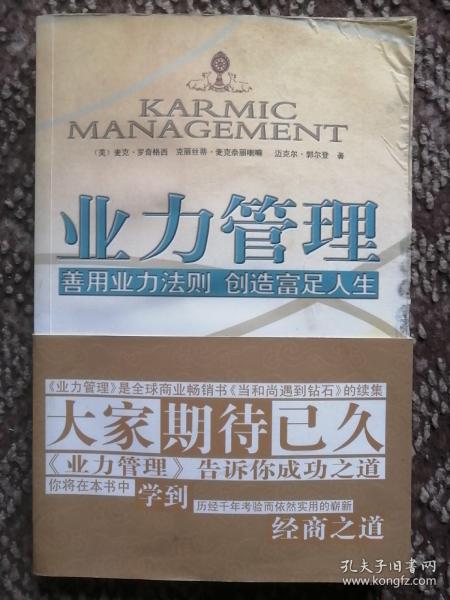 KARMIC
MANAGEMENT
(美)麦克·罗奇格西 克丽丝蒂·麦克奈丽喇嘛 迈克尔·郭尔登 著
业力管理
善用业力法则 创造富足人生
《业力管理》是全球商业畅销书《当和尚遇到钻石》的续集
大家期待已久
《业力管理》告诉你成功之道
你将在本书中
学到
历经千年考验而依然实用的崭新
经商之道
孔夫子旧书网
www.kongfz.com